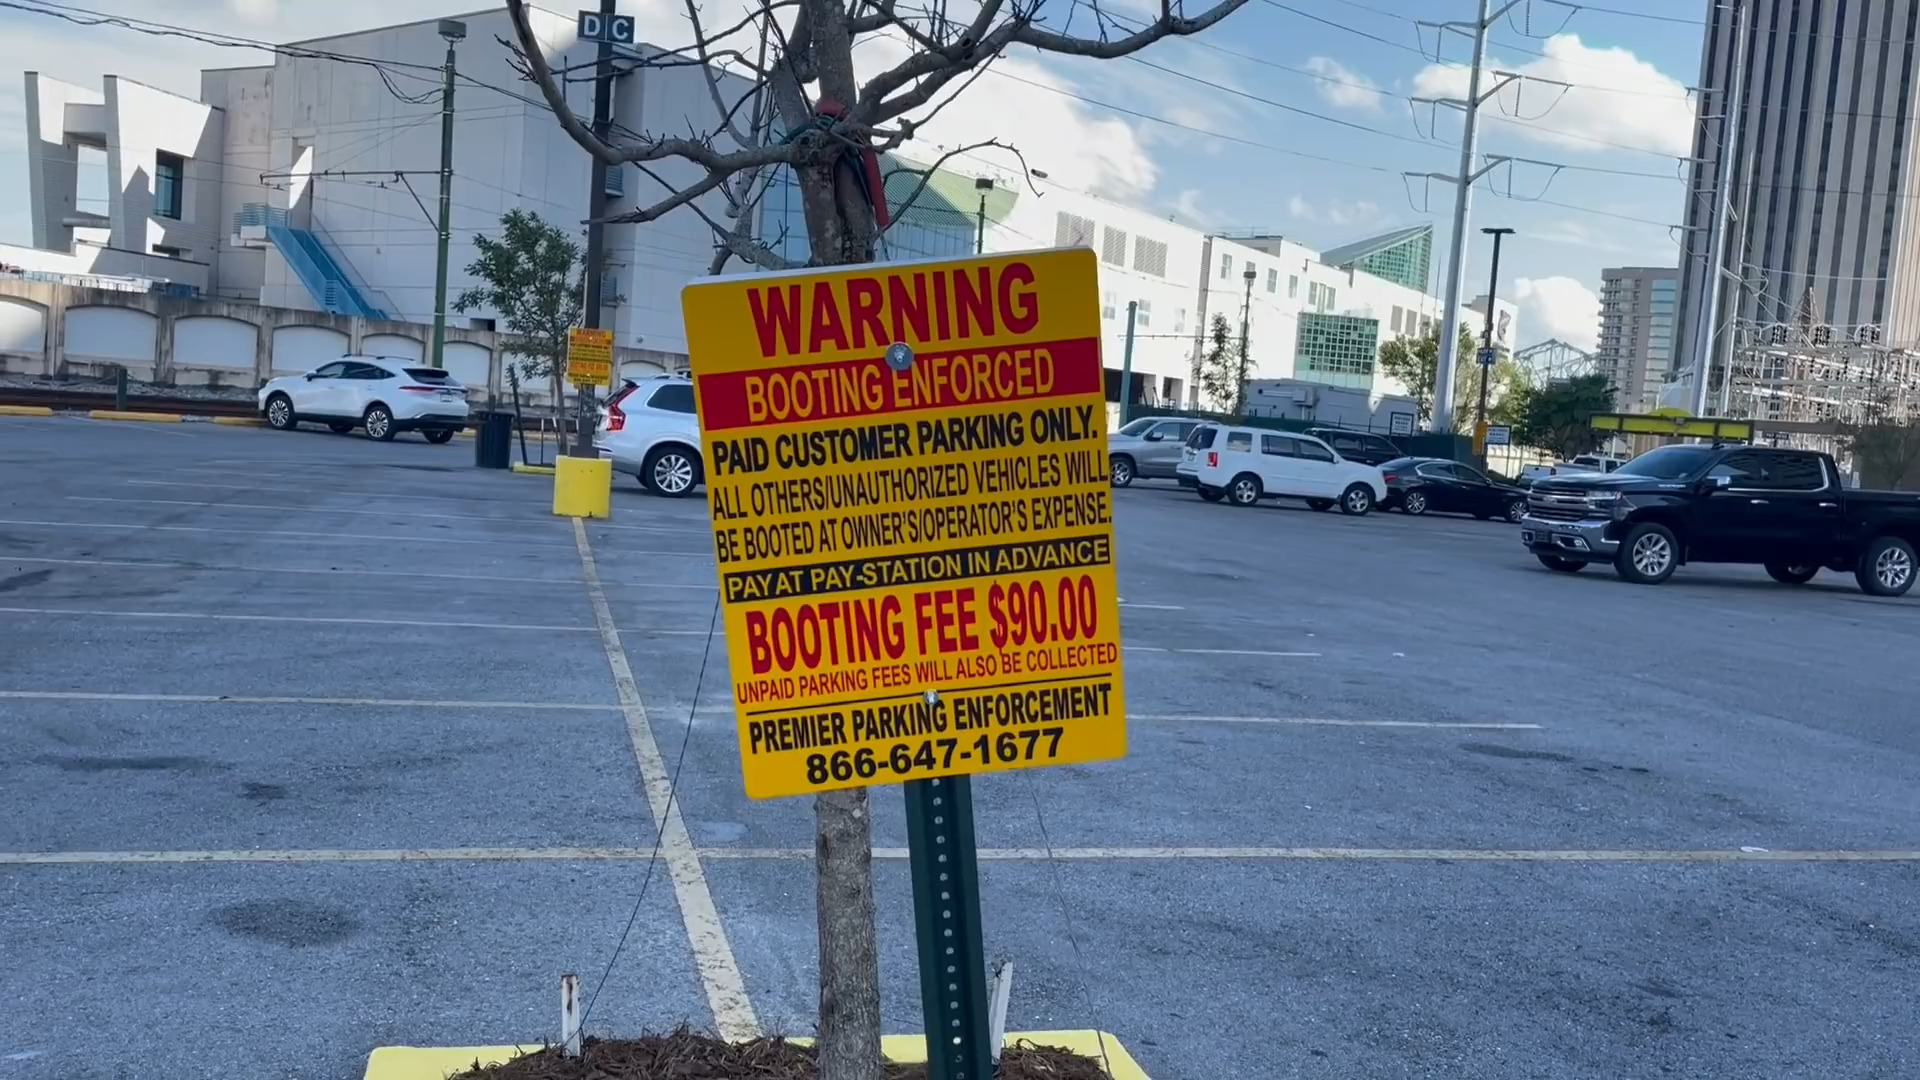 D C
WARNING
BOOTING ENFORCED
PAID CUSTOMER PARKING ONLY.
ALL OTHERS/UNAUTHORIZED VEHICLES WILL
BE BOOTED AT OWNER'S/OPERATOR'S EXPENSE.
PAY AT PAY-STATION IN ADVANCE
BOOTING FEE $90.00
UNPAID PARKING FEES WILL ALSO BE COLLECTED
PREMIER PARKING ENFORCEMENT
866-647-1677
WARNING